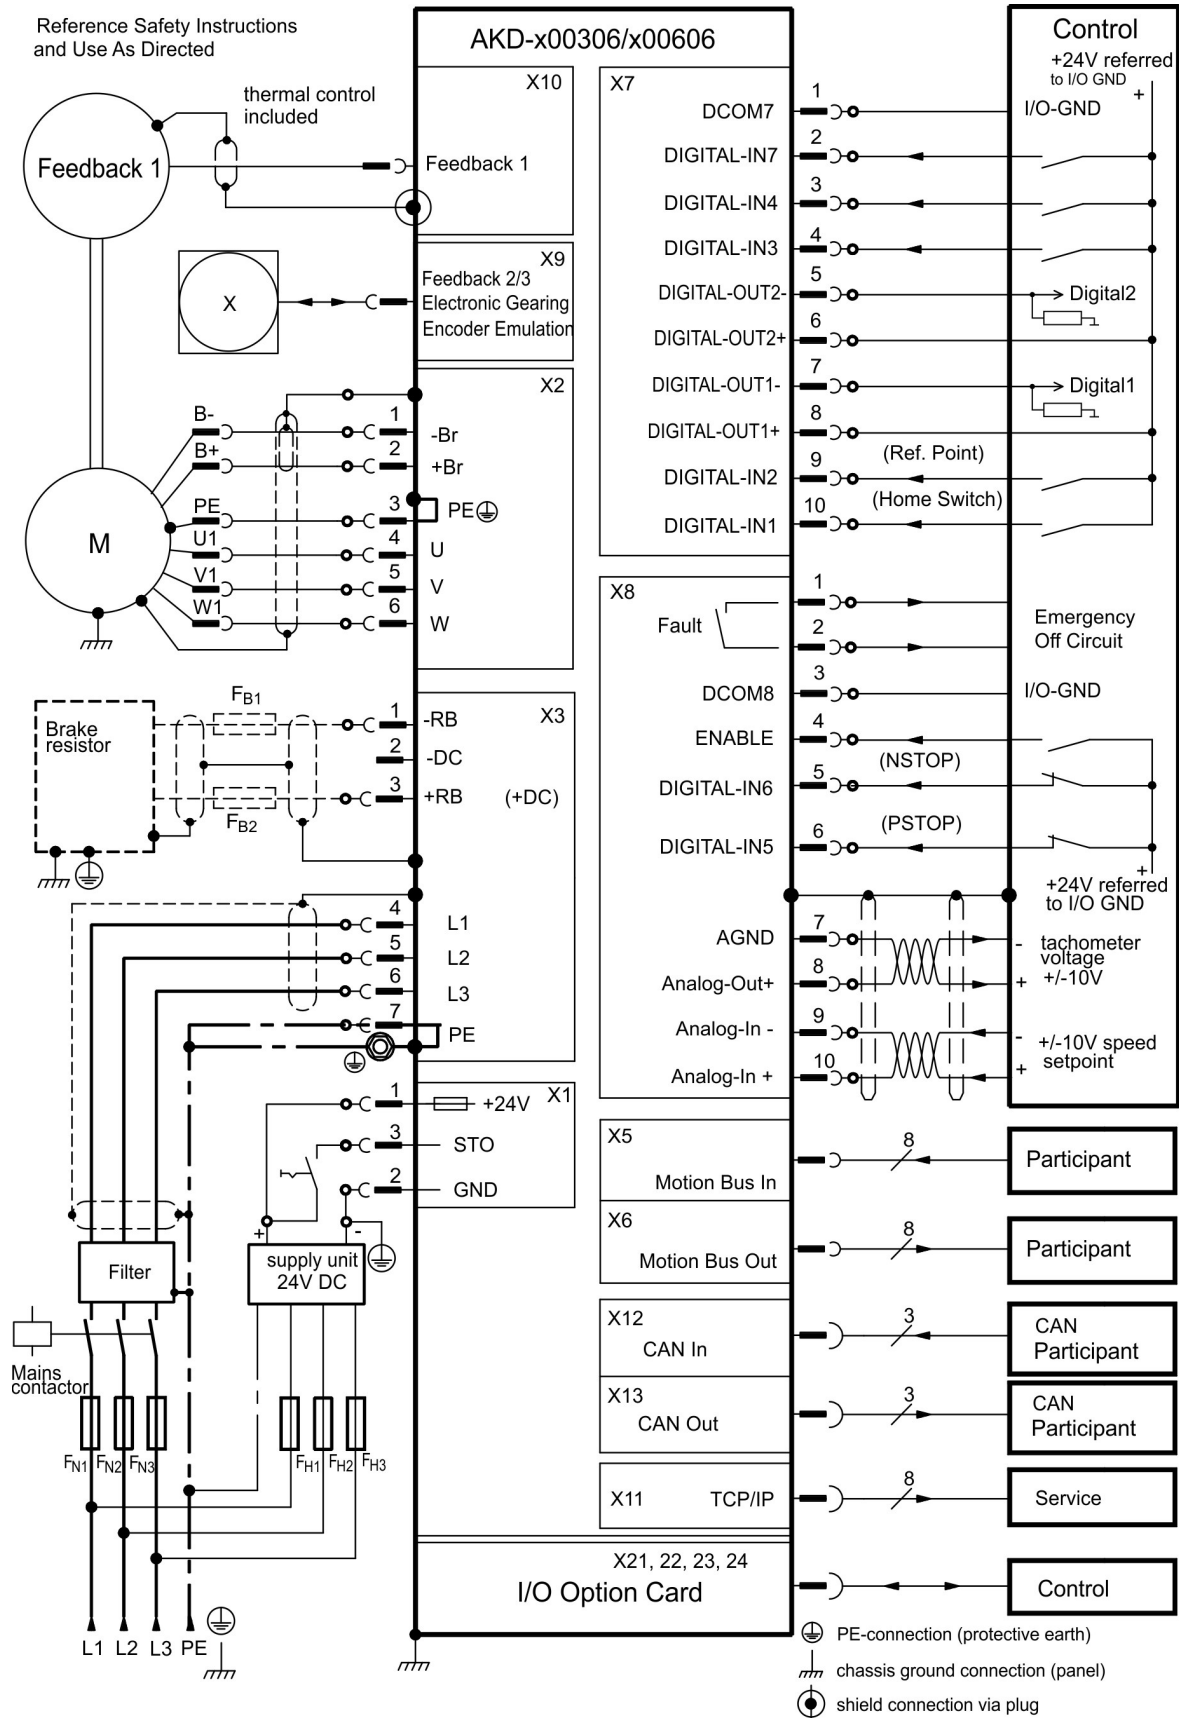 Reference Safety Instructions
and Use As Directed
AKD-x00306/x00606
Control
+24V referred
to I/O GND
+
thermal control
included
Feedback 1
X10
Feedback 1
X
X9
Feedback 2/3
Electronic Gearing
Encoder Emulation
X2
B-
1
-Br
B+
2
+Br
PE
3
PE
U1
4
U
V1
5
V
W1
6
W
M
X3
Brake
resistor
FB1
1
-RB
2
-DC
3
+RB
(+DC)
FB2
4
L1
5
L2
6
L3
7
PE
X1
1
+24V
3
STO
2
GND
+
-
supply unit
24V DC
Filter
Mains
contactor
FN1
FN2
FN3
FH1
FH2
FH3
L1
L2
L3
PE
X7
DCOM7
1
I/O-GND
DIGITAL-IN7
2
DIGITAL-IN4
3
DIGITAL-IN3
4
DIGITAL-OUT2-
5
Digital2
DIGITAL-OUT2+
6
DIGITAL-OUT1-
7
Digital1
DIGITAL-OUT1+
8
(Ref. Point)
DIGITAL-IN2
9
(Home Switch)
DIGITAL-IN1
10
X8
Fault
1
2
Emergency
Off Circuit
DCOM8
3
I/O-GND
ENABLE
4
(NSTOP)
DIGITAL-IN6
5
(PSTOP)
DIGITAL-IN5
6
+
+24V referred
to I/O GND
AGND
7
-
tachometer
voltage
+/-10V
Analog-Out+
8
+
Analog-In -
9
-
+/-10V speed
setpoint
Analog-In +
10
+
X5
Motion Bus In
8
Participant
X6
Motion Bus Out
8
Participant
X12
CAN In
3
CAN
Participant
X13
CAN Out
3
CAN
Participant
X11
TCP/IP
8
Service
X21, 22, 23, 24
I/O Option Card
Control
PE-connection (protective earth)
chassis ground connection (panel)
shield connection via plug